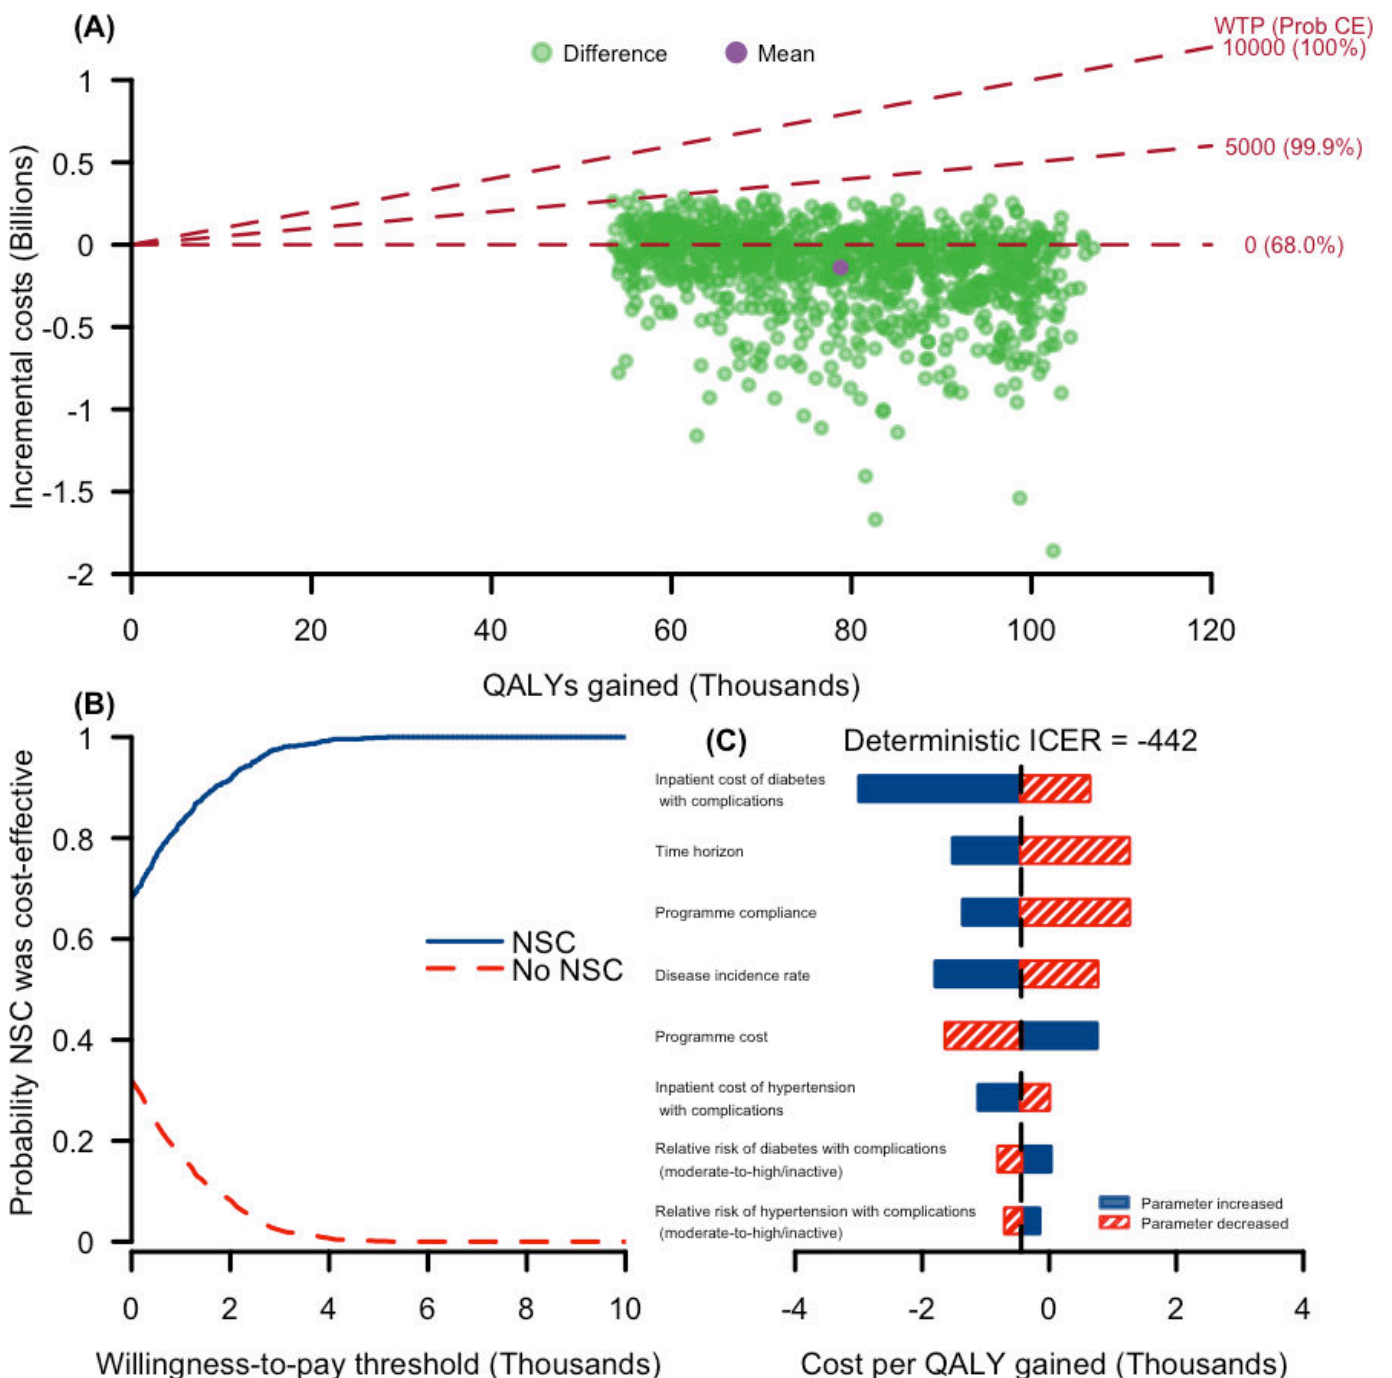 (A)
Difference
Mean
WTP (Prob CE)
10000 (100%)
5000 (99.9%)
0 (68.0%)
Incremental costs (Billions)
1
0.5
0
-0.5
-1
-1.5
-2
0 20 40 60 80 100 120
QALYs gained (Thousands)
(B)
Probability NSC was cost-effective
1
0.8
0.6
0.4
0.2
0
NSC
No NSC
0 2 4 6 8 10
Willingness-to-pay threshold (Thousands)
(C)
Deterministic ICER = -442
Inpatient cost of diabetes
with complications
Time horizon
Programme compliance
Disease incidence rate
Programme cost
Inpatient cost of hypertension
with complications
Relative risk of diabetes with complications
(moderate-to-high/inactive)
Relative risk of hypertension with complications
(moderate-to-high/inactive)
Parameter increased
Parameter decreased
-4 -2 0 2 4
Cost per QALY gained (Thousands)